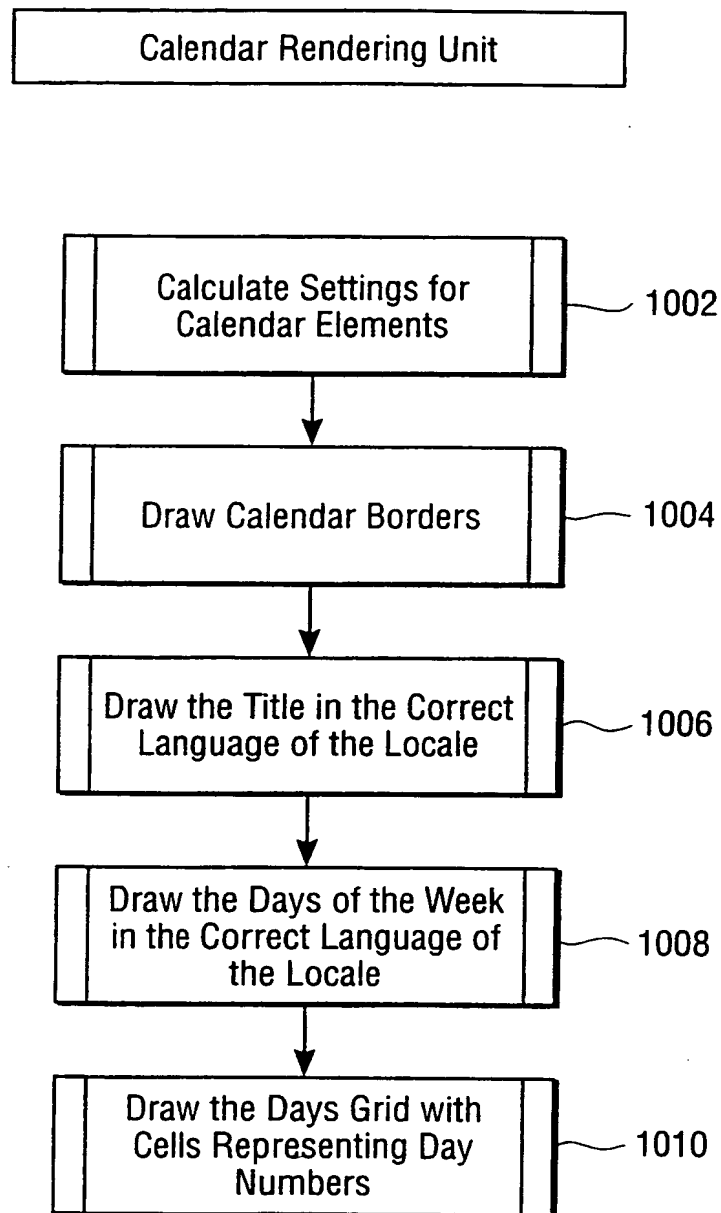 Calendar Rendering Unit
Calculate Settings for
Calendar Elements
1002
Draw Calendar Borders
1004
Draw the Title in the Correct
Language of the Locale
1006
Draw the Days of the Week
in the Correct Language of
the Locale
1008
Draw the Days Grid with
Cells Representing Day
Numbers
1010